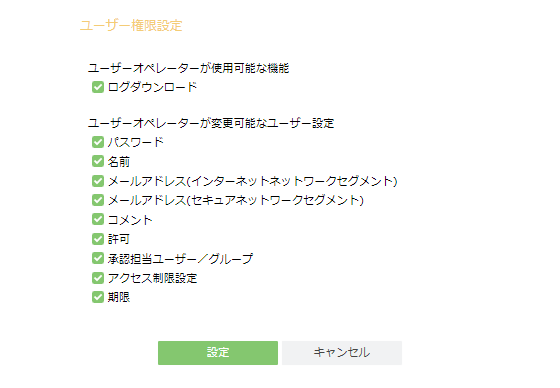 ユーザー権限設定
ユーザーオペレーターが使用可能な機能
ログダウンロード
ユーザーオペレーターが変更可能なユーザー設定
パスワード
名前
メールアドレス(インターネットネットワークセグメント)
メールアドレス(セキュアネットワークセグメント)
コメント
許可
承認担当ユーザー／グループ
アクセス制限設定
期限
設定 キャンセル